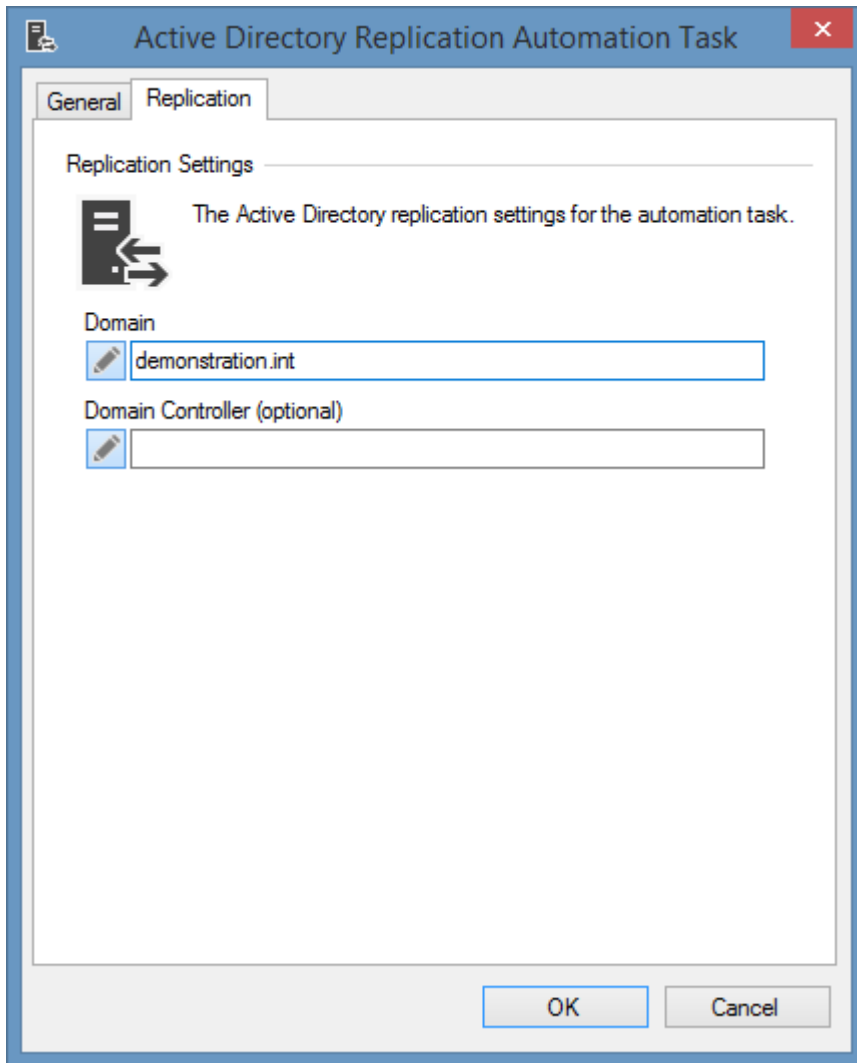 Active Directory Replication Automation Task
General
Replication
Replication Settings
The Active Directory replication settings for the automation task.
Domain
demonstration.int
Domain Controller (optional)
OK
Cancel